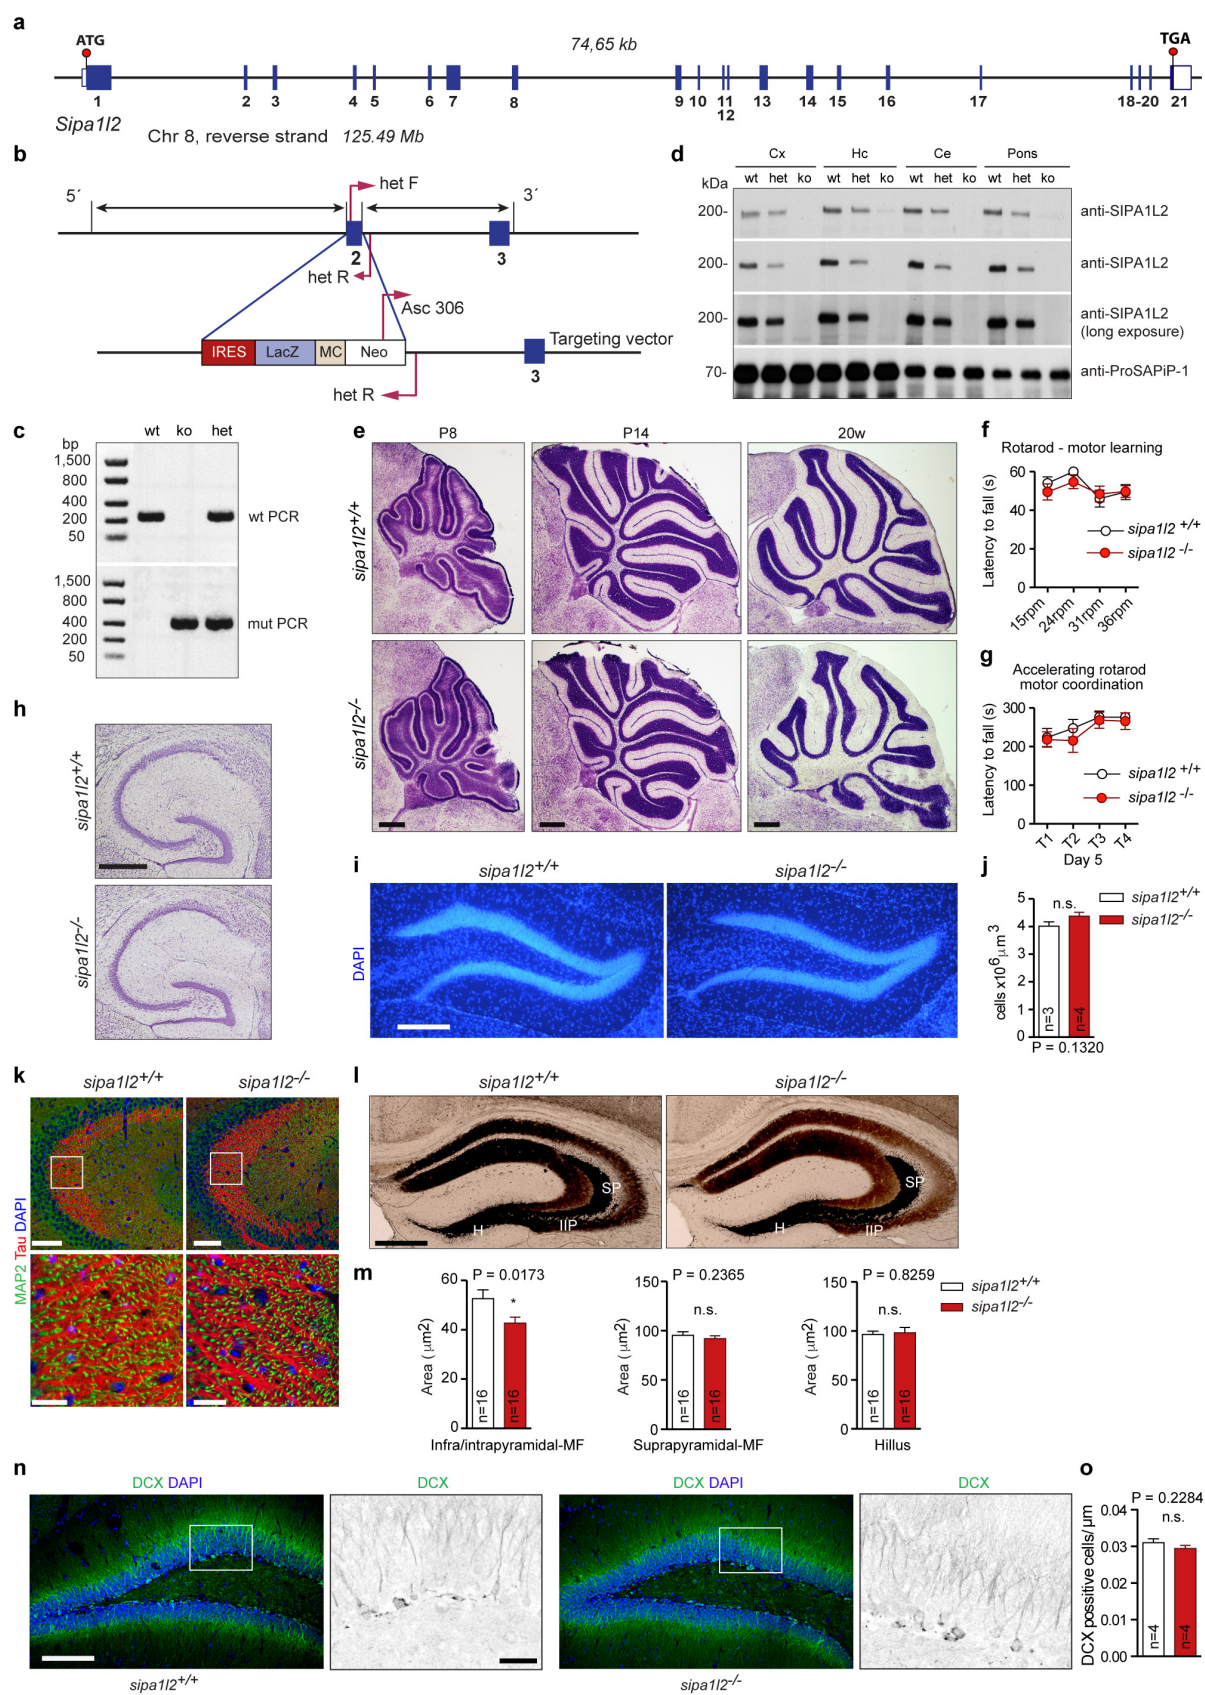 a
ATG
74,65 kb
TGA
1 2 3 4 5 6 7 8 9 10 11 13 14 15 16 17 18-20 21
12
Sipa1l2
Chr 8, reverse strand 125.49 Mb
b
5´
het F
3´
2
3
het R
Asc 306
IRES LacZ MC Neo
Targeting vector
3
het R
c
wt ko het
bp
1,500
800
400
200
50
wt PCR
1,500
800
400
200
50
mut PCR
d
Cx Hc Ce Pons
wt het ko wt het ko wt het ko wt het ko
kDa
200- anti-SIPA1L2
200- anti-SIPA1L2
200- anti-SIPA1L2
(long exposure)
70- anti-ProSAPiP-1
e
P8 P14 20w
sipa1l2+/+
sipa1l2-/-
f
Rotarod - motor learning
Latency to fall (s)
60
40
20
0
sipa1l2 +/+
sipa1l2 -/-
15rpm 24rpm 31rpm 36rpm
g
Accelerating rotarod
motor coordination
Latency to fall (s)
300
200
100
0
sipa1l2 +/+
sipa1l2 -/-
T1 T2 T3 T4
Day 5
h
sipa1l2+/+
sipa1l2-/-
i
sipa1l2+/+ sipa1l2-/-
DAPI
j
cells x10⁶μm³
5
4
3
2
1
0
n.s.
n=3 n=4
P = 0.1320
sipa1l2+/+
sipa1l2-/-
k
sipa1l2+/+ sipa1l2-/-
MAP2 Tau DAPI
l
sipa1l2+/+ sipa1l2-/-
SP
IIP
H
SP
IIP
H
m
P = 0.0173
*
Area ( μm2)
60
40
20
0
n=16 n=16
Infra/intrapyramidal-MF
P = 0.2365
n.s.
Area ( μm2)
150
100
50
0
n=16 n=16
Suprapyramidal-MF
P = 0.8259
n.s.
Area ( μm2)
150
100
50
0
n=16 n=16
Hillus
sipa1l2+/+
sipa1l2-/-
n
DCX DAPI DCX DCX DAPI DCX
sipa1l2+/+ sipa1l2-/-
o
P = 0.2284
n.s.
DCX possitive cells/ μm
0.04
0.03
0.02
0.01
0.00
n=4 n=4